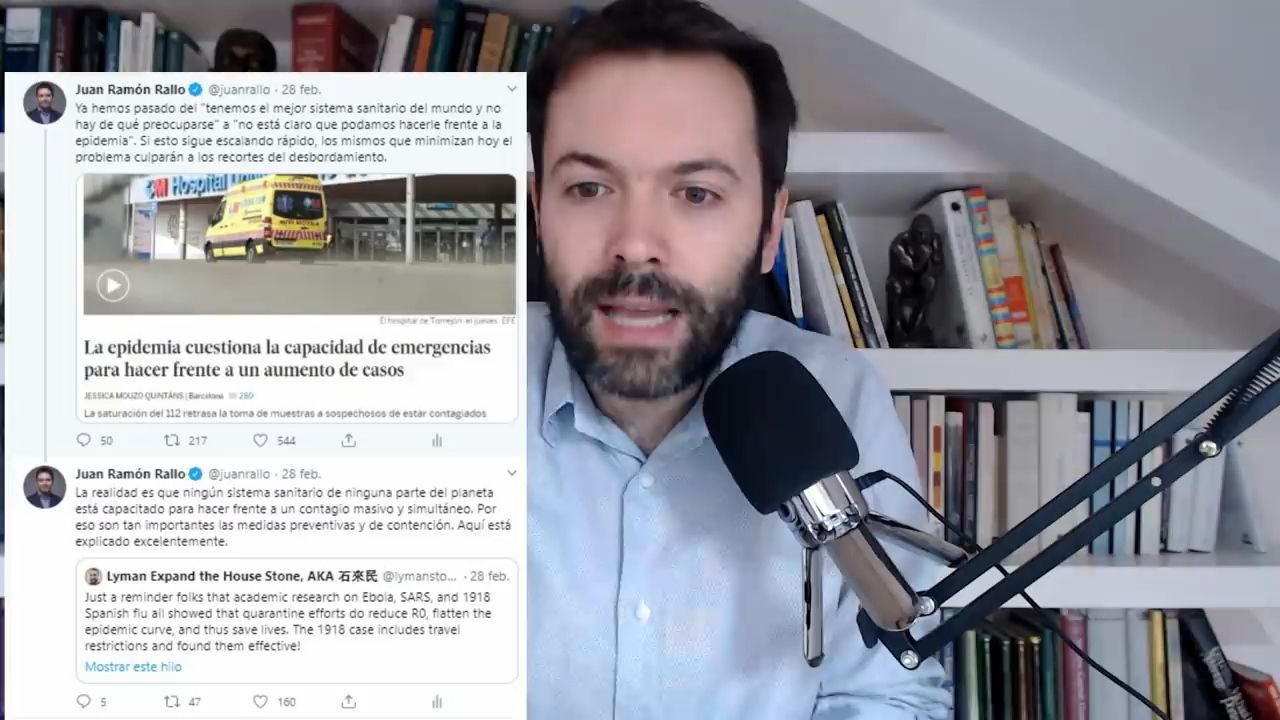 Juan Ramón Rallo @juanrallo · 28 feb.
Ya hemos pasado del "tenemos el mejor sistema sanitario del mundo y no
hay de qué preocuparse" a "no está claro que podamos hacerle frente a la
epidemia". Si esto sigue escalando rápido, los mismos que minimizan hoy el
problema culparán a los recortes del desbordamiento.
Hospital
El hospital de Torrejón, el jueves. EFE
La epidemia cuestiona la capacidad de emergencias
para hacer frente a un aumento de casos
JESSICA MOUZO QUINTÁNS | Barcelona 280
La saturación del 112 retrasa la toma de muestras a sospechosos de estar contagiados
50 217 544
Juan Ramón Rallo @juanrallo · 28 feb.
La realidad es que ningún sistema sanitario de ninguna parte del planeta
está capacitado para hacer frente a un contagio masivo y simultáneo. Por
eso son tan importantes las medidas preventivas y de contención. Aquí está
explicado excelentemente.
Lyman Expand the House Stone, AKA 石來民 @lymansto... · 28 feb.
Just a reminder folks that academic research on Ebola, SARS, and 1918
Spanish flu all showed that quarantine efforts do reduce R0, flatten the
epidemic curve, and thus save lives. The 1918 case includes travel
restrictions and found them effective!
Mostrar este hilo
5 47 160